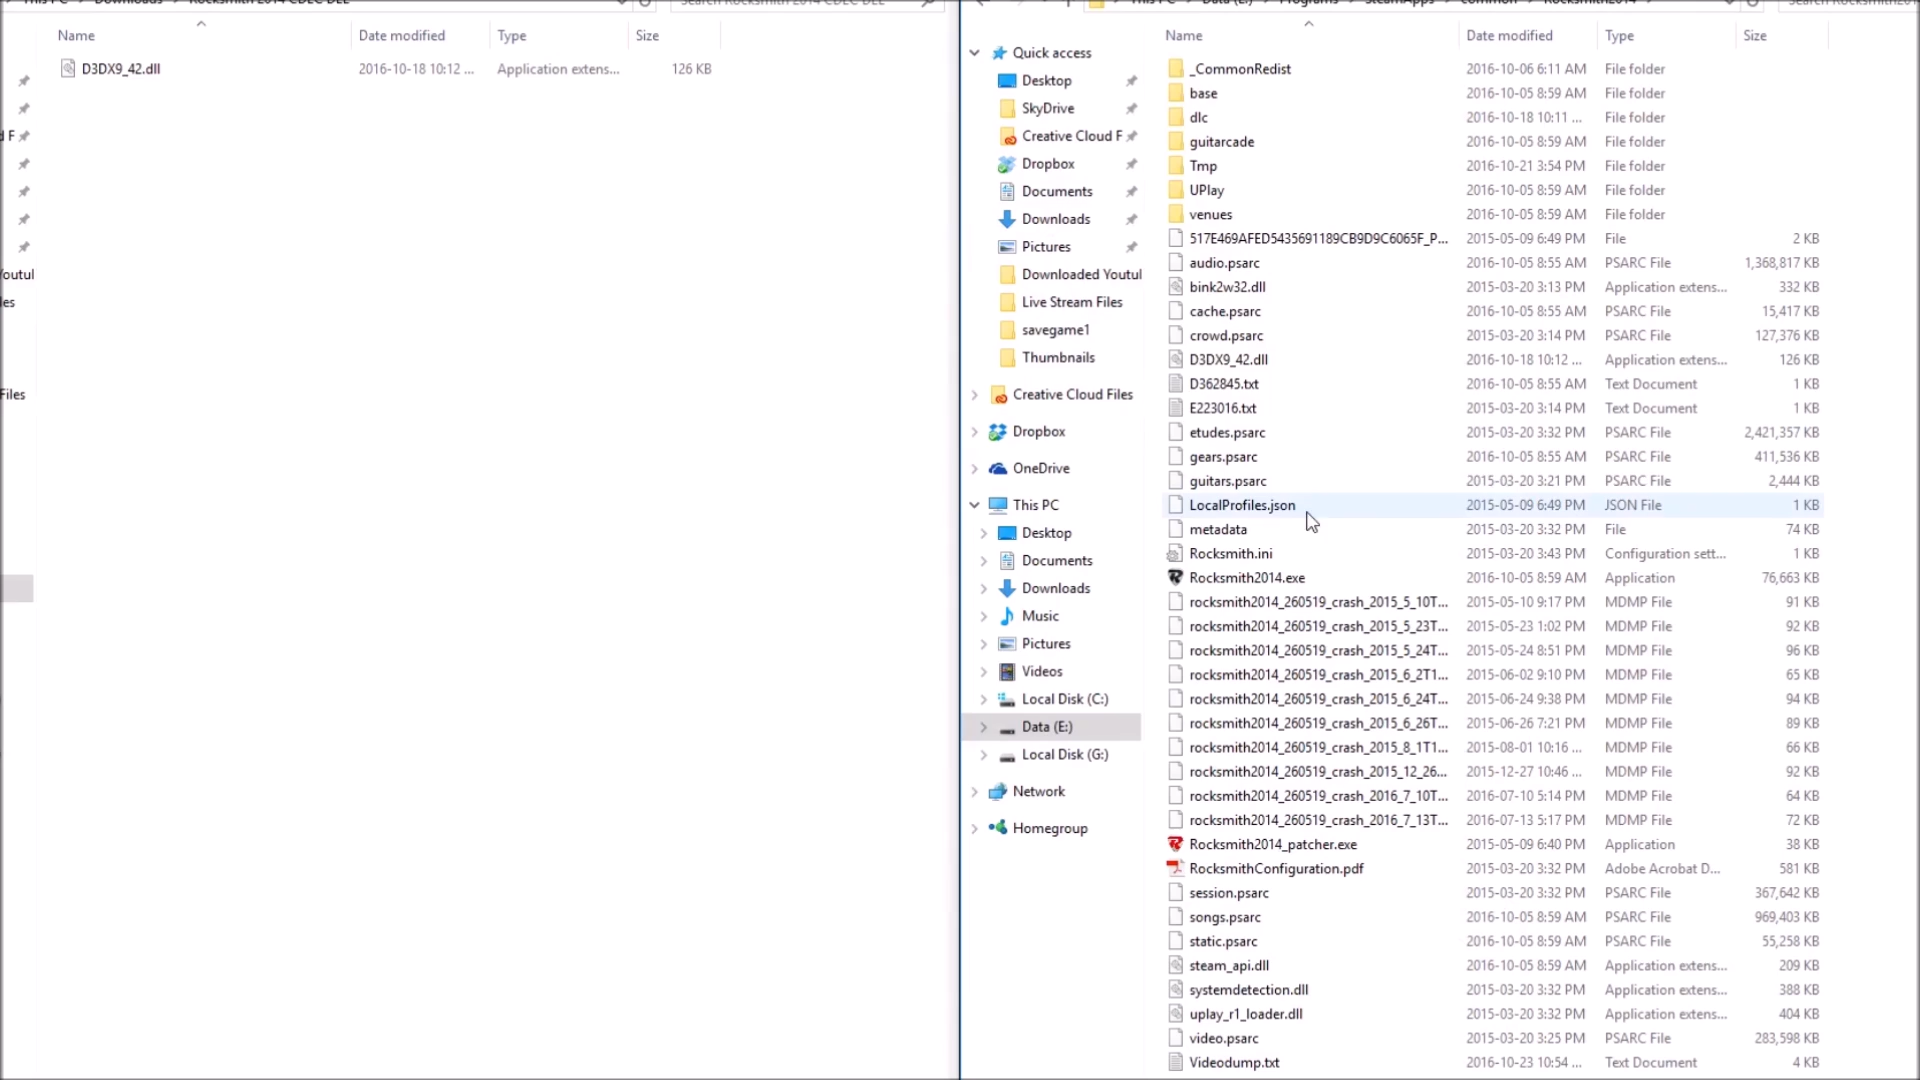 Name Date modified Type Size
D3DX9_42.dll 2016-10-18 10:12 ... Application extens... 126 KB
d F
Youtul
les
Files
This PC Data (E:) Programs SteamApps common Rocksmith2014
Quick access
Desktop
SkyDrive
Creative Cloud F
Dropbox
Documents
Downloads
Pictures
Downloaded Youtul
Live Stream Files
savegame1
Thumbnails
Creative Cloud Files
Dropbox
OneDrive
This PC
Desktop
Documents
Downloads
Music
Pictures
Videos
Local Disk (C:)
Data (E:)
Local Disk (G:)
Network
Homegroup
Name Date modified Type Size
_CommonRedist 2016-10-06 6:11 AM File folder
base 2016-10-05 8:59 AM File folder
dlc 2016-10-18 10:11 ... File folder
guitarcade 2016-10-05 8:59 AM File folder
Tmp 2016-10-21 3:54 PM File folder
UPlay 2016-10-05 8:59 AM File folder
venues 2016-10-05 8:59 AM File folder
517E469AFED5435691189CB9D9C6065F_P... 2015-05-09 6:49 PM File 2 KB
audio.psarc 2016-10-05 8:55 AM PSARC File 1,368,817 KB
bink2w32.dll 2015-03-20 3:13 PM Application extens... 332 KB
cache.psarc 2016-10-05 8:55 AM PSARC File 15,417 KB
crowd.psarc 2015-03-20 3:14 PM PSARC File 127,376 KB
D3DX9_42.dll 2016-10-18 10:12 ... Application extens... 126 KB
D362845.txt 2016-10-05 8:55 AM Text Document 1 KB
E223016.txt 2015-03-20 3:14 PM Text Document 1 KB
etudes.psarc 2015-03-20 3:32 PM PSARC File 2,421,357 KB
gears.psarc 2016-10-05 8:55 AM PSARC File 411,536 KB
guitars.psarc 2015-03-20 3:21 PM PSARC File 2,444 KB
LocalProfiles.json 2015-05-09 6:49 PM JSON File 1 KB
metadata 2015-03-20 3:32 PM File 74 KB
Rocksmith.ini 2015-03-20 3:43 PM Configuration sett... 1 KB
Rocksmith2014.exe 2016-10-05 8:59 AM Application 76,663 KB
rocksmith2014_260519_crash_2015_5_10T... 2015-05-10 9:17 PM MDMP File 91 KB
rocksmith2014_260519_crash_2015_5_23T... 2015-05-23 1:02 PM MDMP File 92 KB
rocksmith2014_260519_crash_2015_5_24T... 2015-05-24 8:51 PM MDMP File 96 KB
rocksmith2014_260519_crash_2015_6_2T1... 2015-06-02 9:10 PM MDMP File 65 KB
rocksmith2014_260519_crash_2015_6_24T... 2015-06-24 9:38 PM MDMP File 94 KB
rocksmith2014_260519_crash_2015_6_26T... 2015-06-26 7:21 PM MDMP File 89 KB
rocksmith2014_260519_crash_2015_8_1T1... 2015-08-01 10:16 ... MDMP File 66 KB
rocksmith2014_260519_crash_2015_12_26... 2015-12-27 10:46 ... MDMP File 92 KB
rocksmith2014_260519_crash_2016_7_10T... 2016-07-10 5:14 PM MDMP File 64 KB
rocksmith2014_260519_crash_2016_7_13T... 2016-07-13 5:17 PM MDMP File 72 KB
Rocksmith2014_patcher.exe 2015-05-09 6:40 PM Application 38 KB
RocksmithConfiguration.pdf 2015-03-20 3:32 PM Adobe Acrobat D... 581 KB
session.psarc 2015-03-20 3:32 PM PSARC File 367,642 KB
songs.psarc 2016-10-05 8:59 AM PSARC File 969,403 KB
static.psarc 2016-10-05 8:59 AM PSARC File 55,258 KB
steam_api.dll 2016-10-05 8:59 AM Application extens... 209 KB
systemdetection.dll 2015-03-20 3:32 PM Application extens... 388 KB
uplay_r1_loader.dll 2015-03-20 3:32 PM Application extens... 404 KB
video.psarc 2015-03-20 3:25 PM PSARC File 283,598 KB
Videodump.txt 2016-10-23 10:54 ... Text Document 4 KB